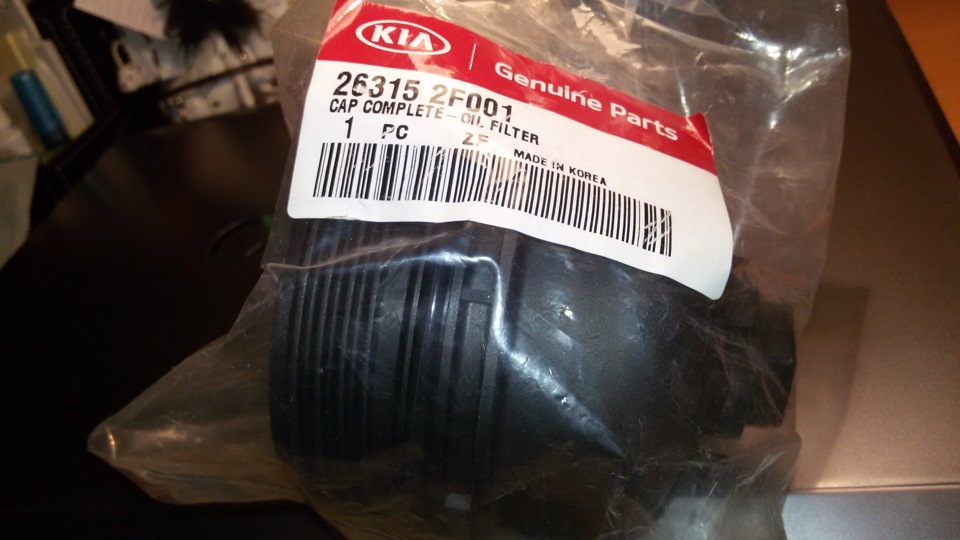 KIA
Genuine Parts
26315 2F001
CAP COMPLETE - OIL FILTER
1 PC 2F
MADE IN KOREA